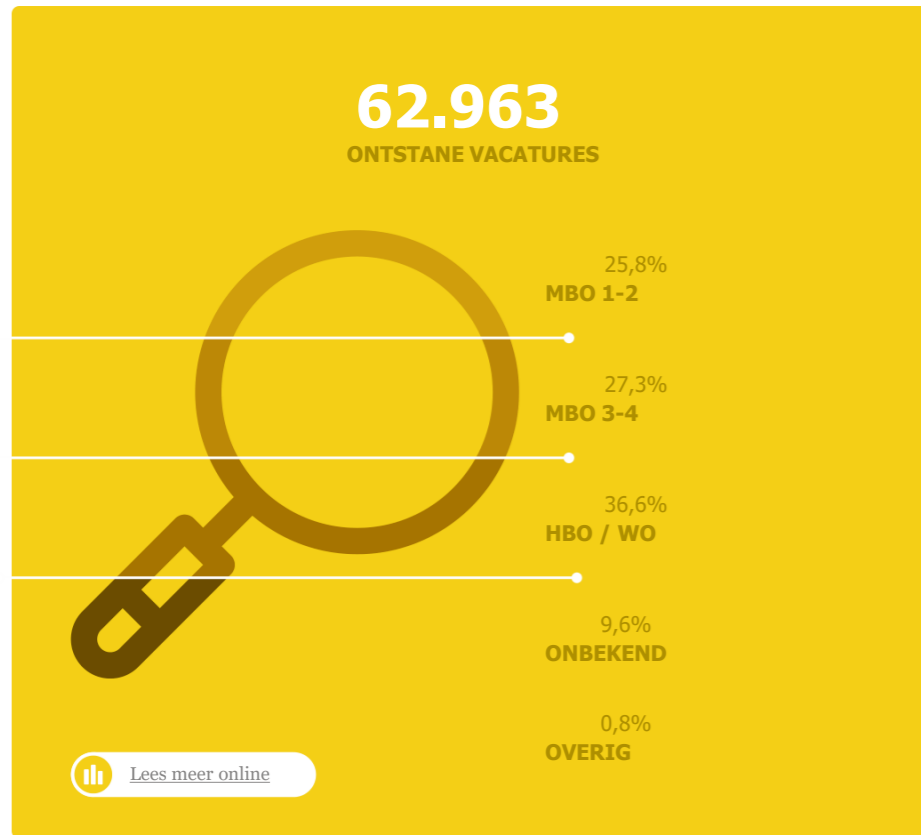 62.963
ONTSTANE VACATURES
25,8%
MBO 1-2
27,3%
MBO 3-4
36,6%
HBO / WO
9,6%
ONBEKEND
0,8%
OVERIG
Lees meer online